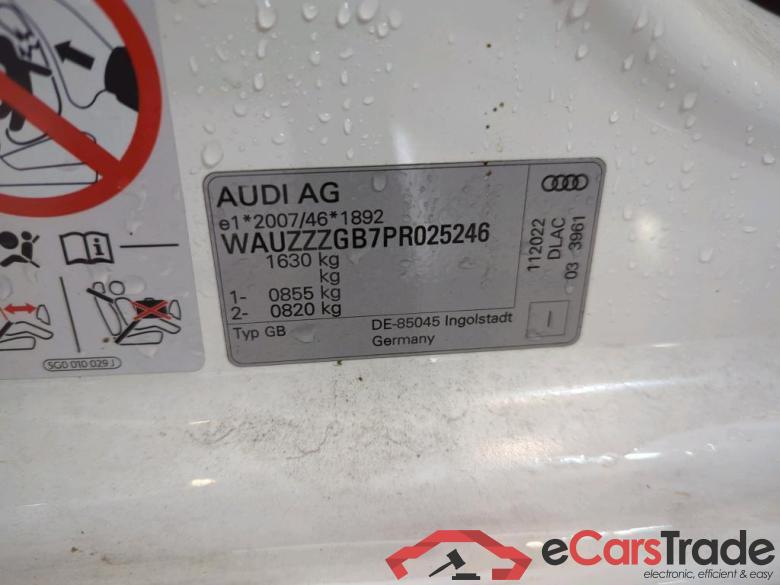 AUDI AG
e1*2007/46*1892
WAUZZZGB7PR025246
1630 kg
kg
1- 0855 kg
2- 0820 kg
Typ GB
DE-85045 Ingolstadt
Germany
112022
DLAC
03 3961
5G0 010 029 J
eCarsTrade
electronic, efficient & easy